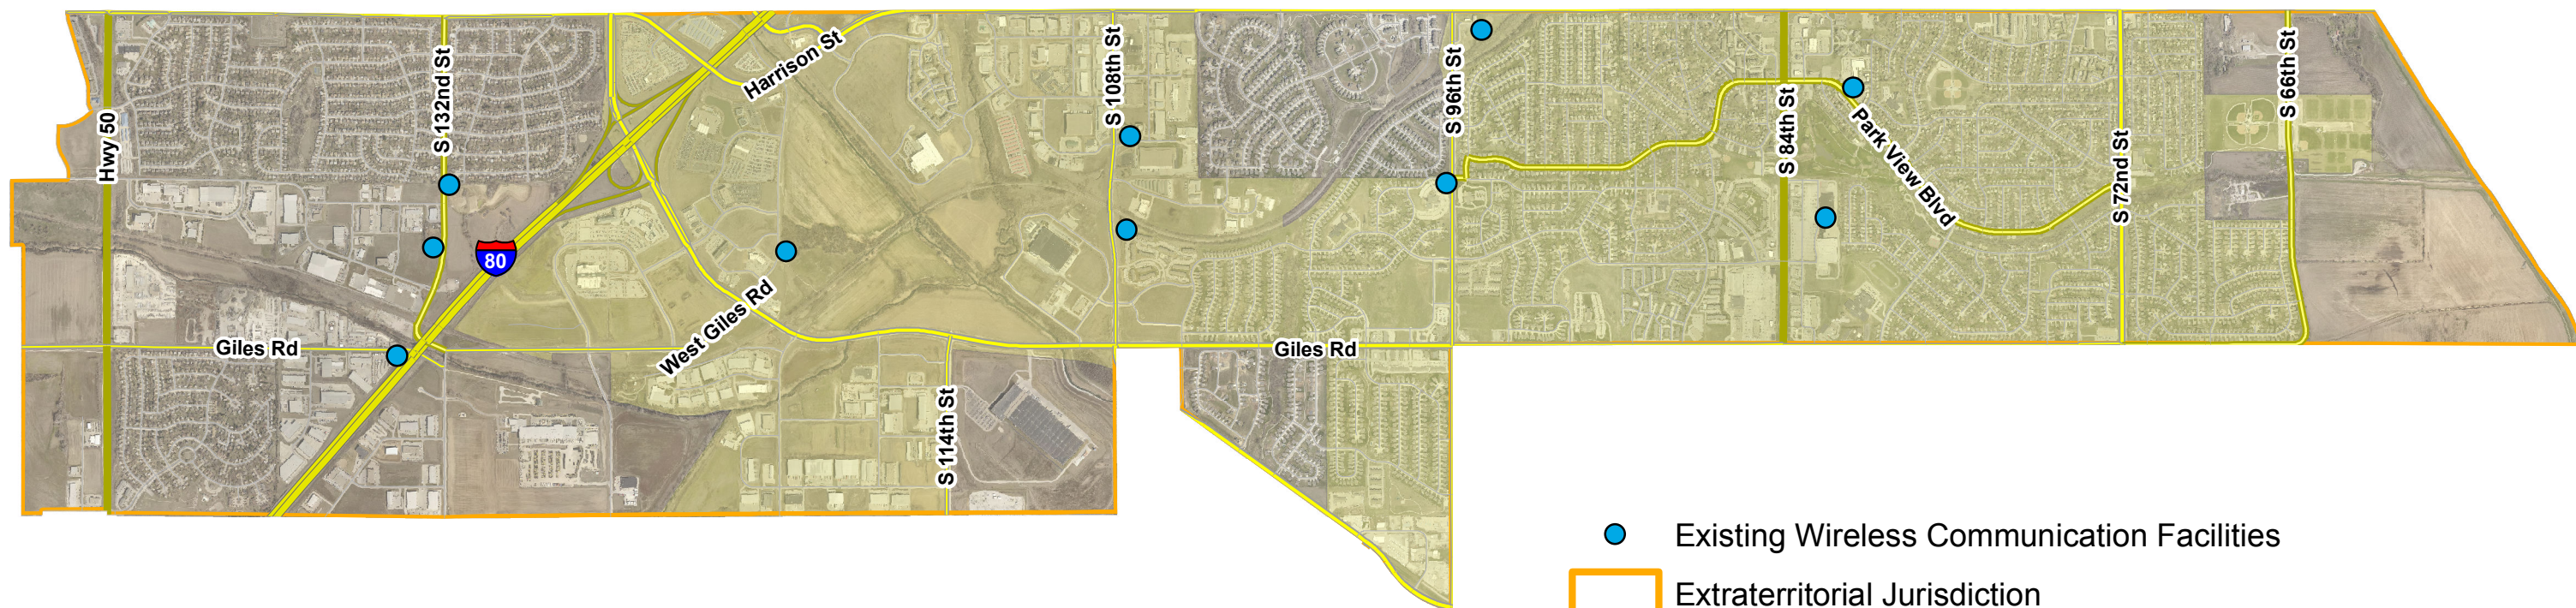 Hwy 50
S 132nd St
Harrison St
S 108th St
S 96th St
S 84th St
Park View Blvd
S 72nd St
S 66th St
80
Giles Rd
West Giles Rd
S 114th St
Giles Rd
Existing Wireless Communication Facilities
Extraterritorial Jurisdiction